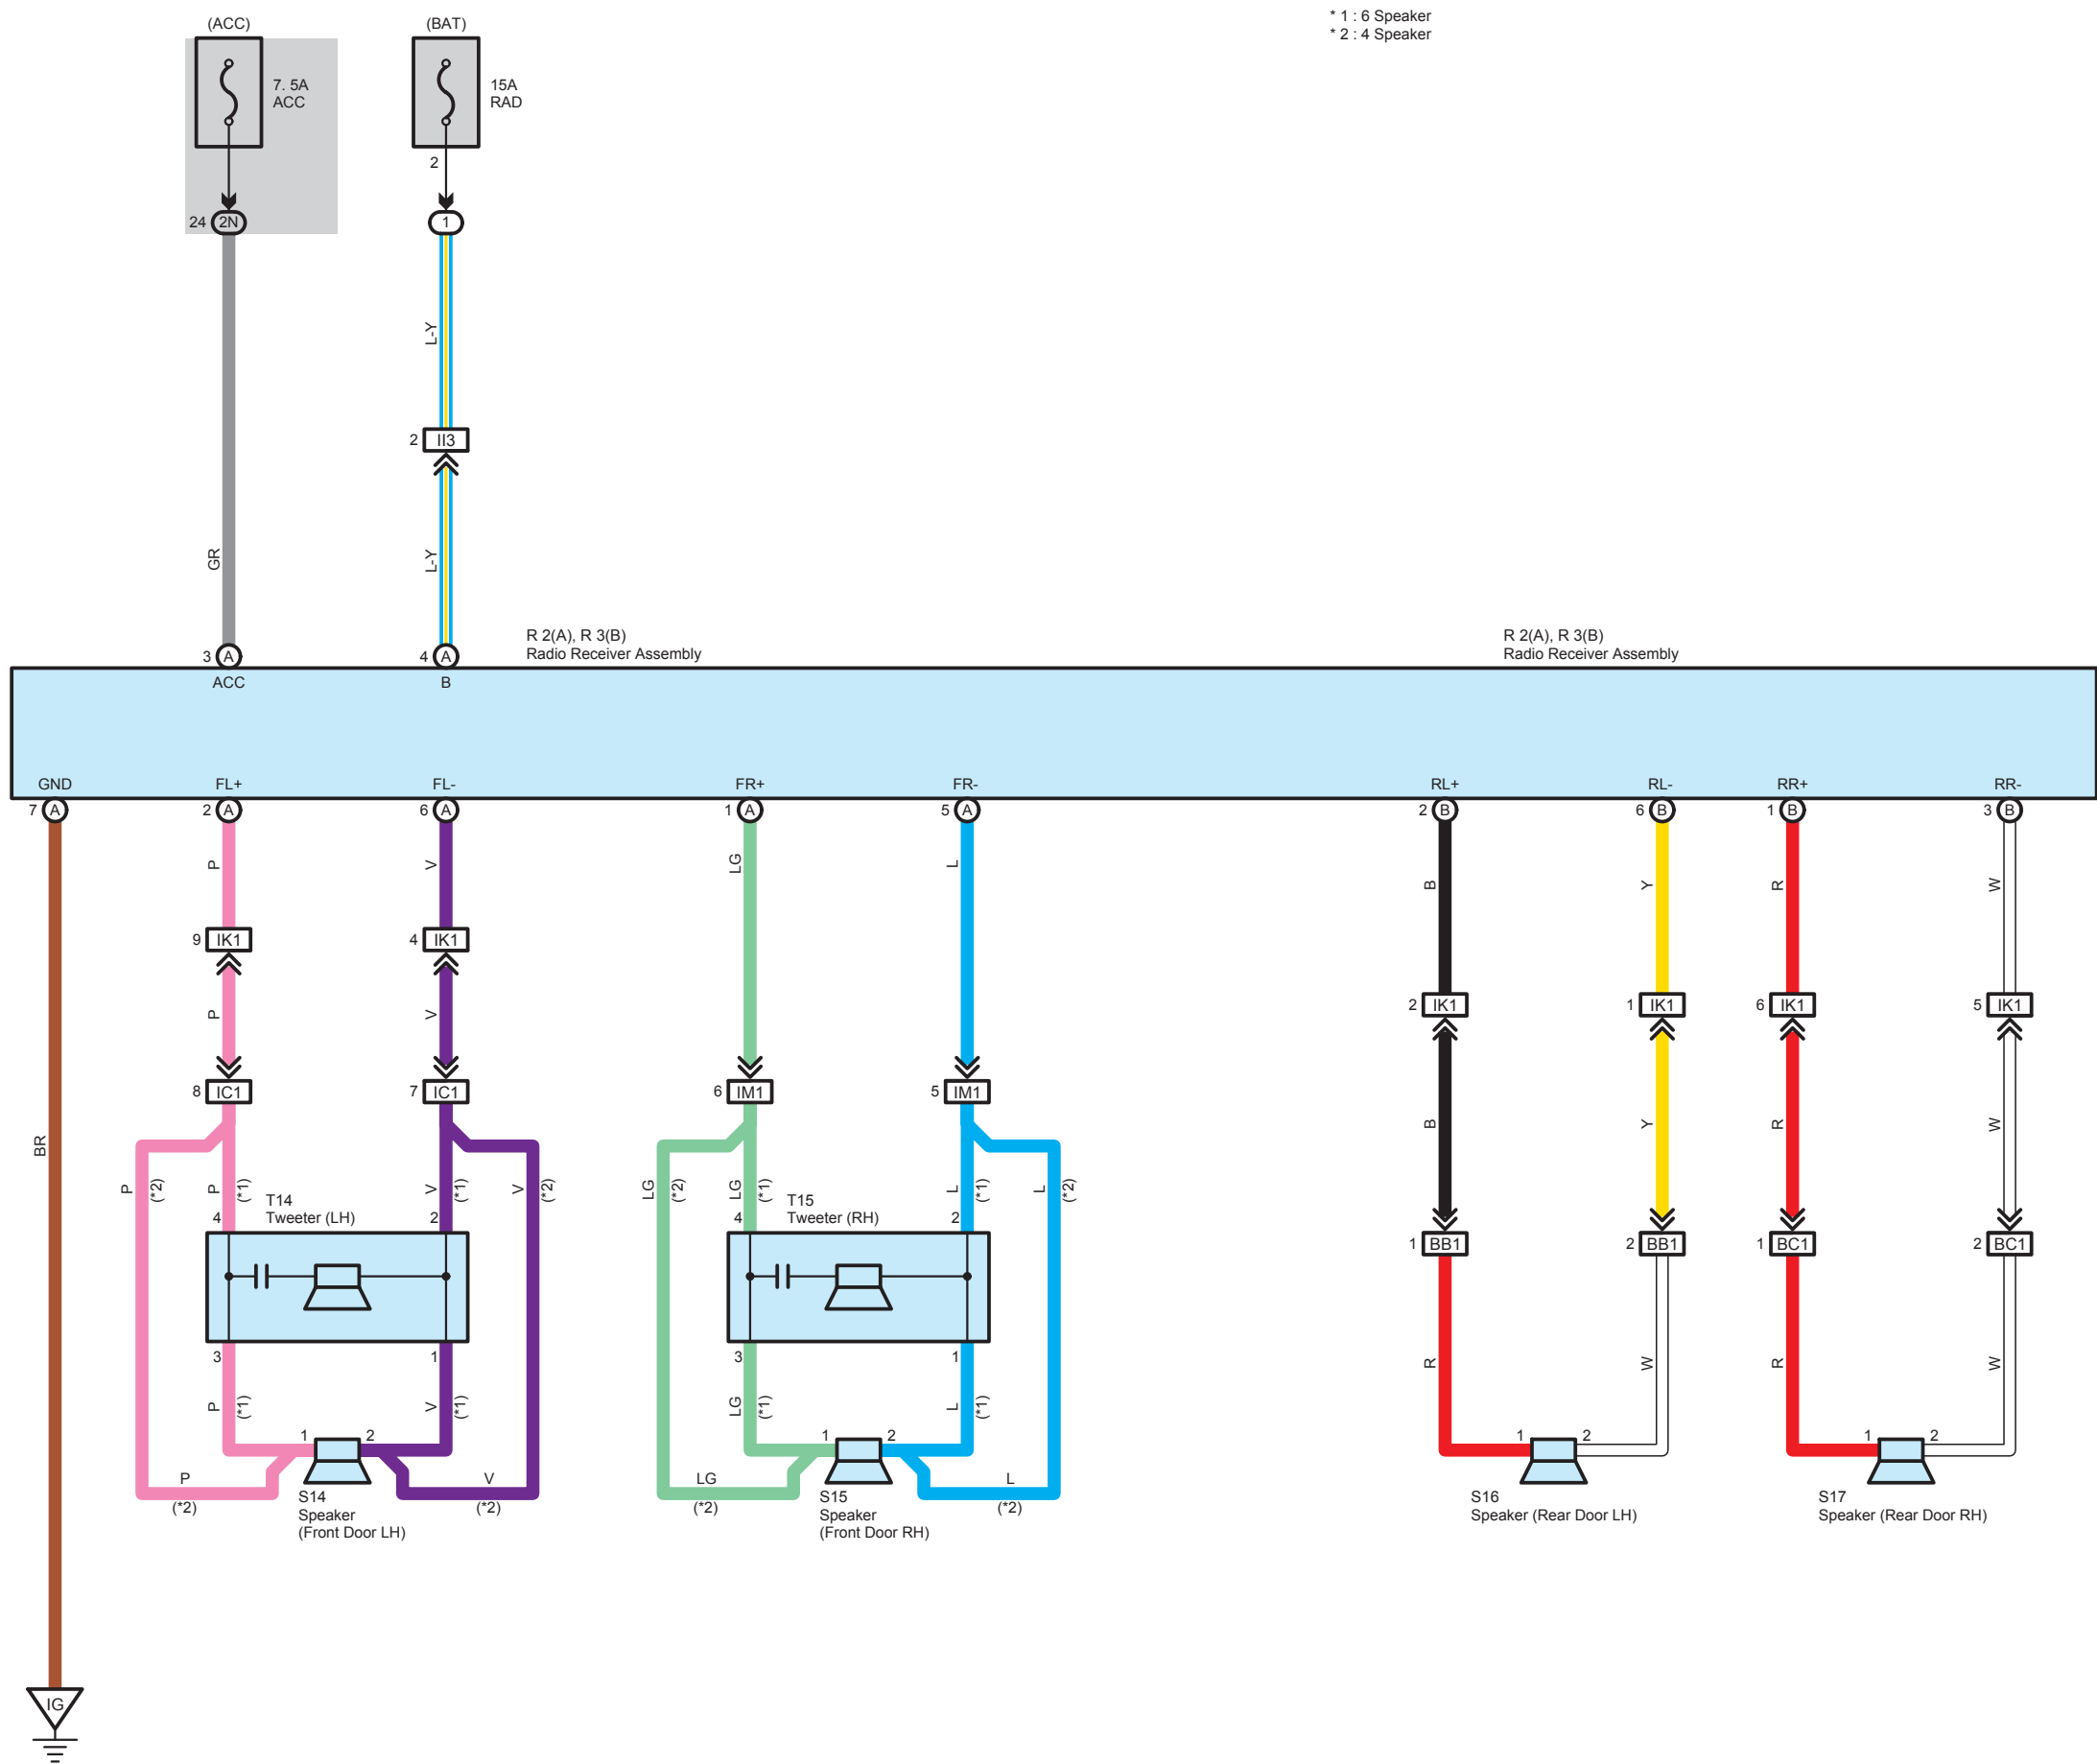 * 1 : 6 Speaker
* 2 : 4 Speaker
(ACC)
(BAT)
7. 5A
ACC
15A
RAD
2
24 2N
1
L-Y
2 II3
GR
L-Y
R 2(A), R 3(B)
Radio Receiver Assembly
R 2(A), R 3(B)
Radio Receiver Assembly
3 A
4 A
ACC
B
GND
FL+
FL-
FR+
FR-
RL+
RL-
RR+
RR-
7 A
2 A
6 A
1 A
5 A
2 B
6 B
1 B
3 B
P
V
LG
L
B
Y
R
W
9 IK1
4 IK1
2 IK1
1 IK1
6 IK1
5 IK1
P
V
8 IC1
7 IC1
6 IM1
5 IM1
BR
B
Y
R
W
P
(*2)
P
(*1)
V
(*1)
V
(*2)
LG
(*2)
LG
(*1)
L
(*1)
L
(*2)
T14
Tweeter (LH)
T15
Tweeter (RH)
4
2
4
2
1 BB1
2 BB1
1 BC1
2 BC1
3
1
3
1
P
(*1)
V
(*1)
LG
(*1)
L
(*1)
R
W
R
W
1
2
1
2
1
2
1
2
P
(*2)
V
(*2)
LG
(*2)
L
(*2)
S14
Speaker
(Front Door LH)
S15
Speaker
(Front Door RH)
S16
Speaker (Rear Door LH)
S17
Speaker (Rear Door RH)
IG